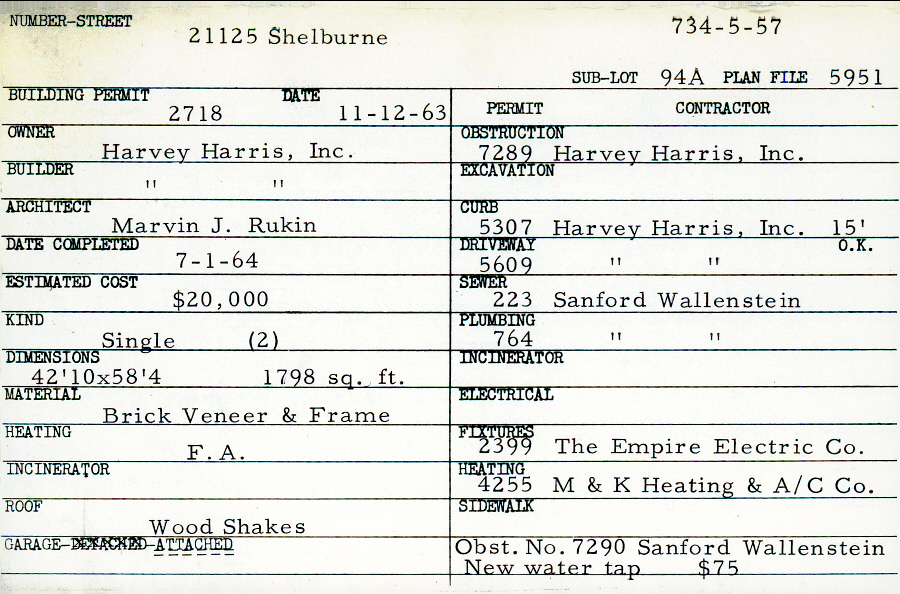 NUMBER-STREET
21125 Shelburne
734-5-57
SUB-LOT 94A PLAN FILE 5951
BUILDING PERMIT DATE
2718 11-12-63
OWNER
Harvey Harris, Inc.
BUILDER
" "
ARCHITECT
Marvin J. Rukin
DATE COMPLETED
7-1-64
ESTIMATED COST
$20,000
KIND
Single (2)
DIMENSIONS
42'10x58'4 1798 sq. ft.
MATERIAL
Brick Veneer & Frame
HEATING
F.A.
INCINERATOR
ROOF
Wood Shakes
GARAGE-DETACHED-ATTACHED
PERMIT CONTRACTOR
OBSTRUCTION
7289 Harvey Harris, Inc.
EXCAVATION
CURB
5307 Harvey Harris, Inc. 15'
DRIVEWAY O.K.
5609 " "
SEWER
223 Sanford Wallenstein
PLUMBING
764 " "
INCINERATOR
ELECTRICAL
FIXTURES
2399 The Empire Electric Co.
HEATING
4255 M & K Heating & A/C Co.
SIDEWALK
Obst. No. 7290 Sanford Wallenstein
New water tap $75